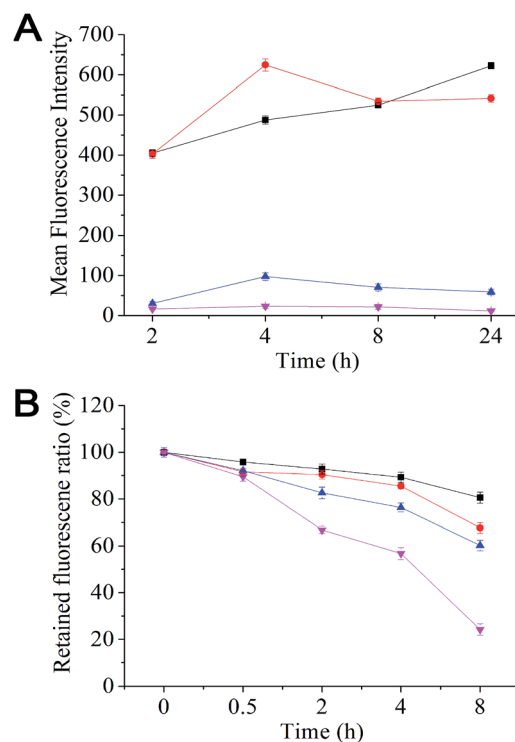 A
Mean Fluorescence Intensity
700
600
500
400
300
200
100
0
2 4 8 24
Time (h)
B
Retained fluorescene ratio (%)
120
100
80
60
40
20
0
0 0.5 2 4 8
Time (h)